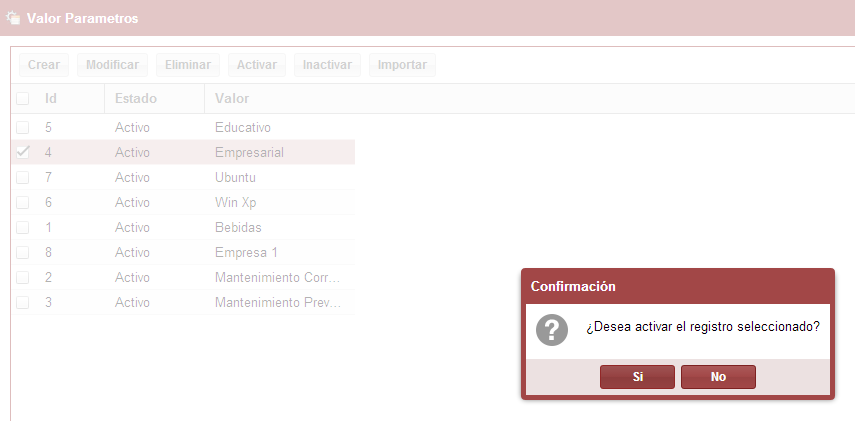 Valor Parametros
Crear Modificar Eliminar Activar Inactivar Importar
Id Estado Valor
5 Activo Educativo
4 Activo Empresarial
7 Activo Ubuntu
6 Activo Win Xp
1 Activo Bebidas
8 Activo Empresa 1
2 Activo Mantenimiento Corr...
3 Activo Mantenimiento Prev...
Confirmación
¿Desea activar el registro seleccionado?
Si No